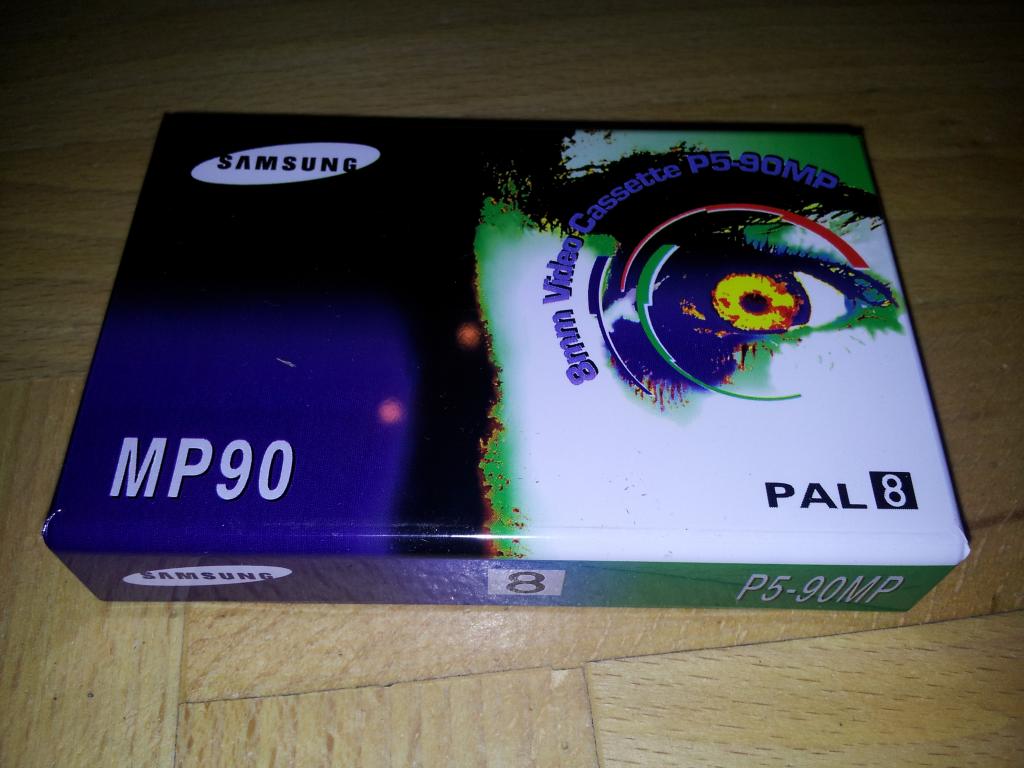 SAMSUNG
8mm Video Cassette P5-90MP
MP90
PAL 8
SAMSUNG
8
P5-90MP